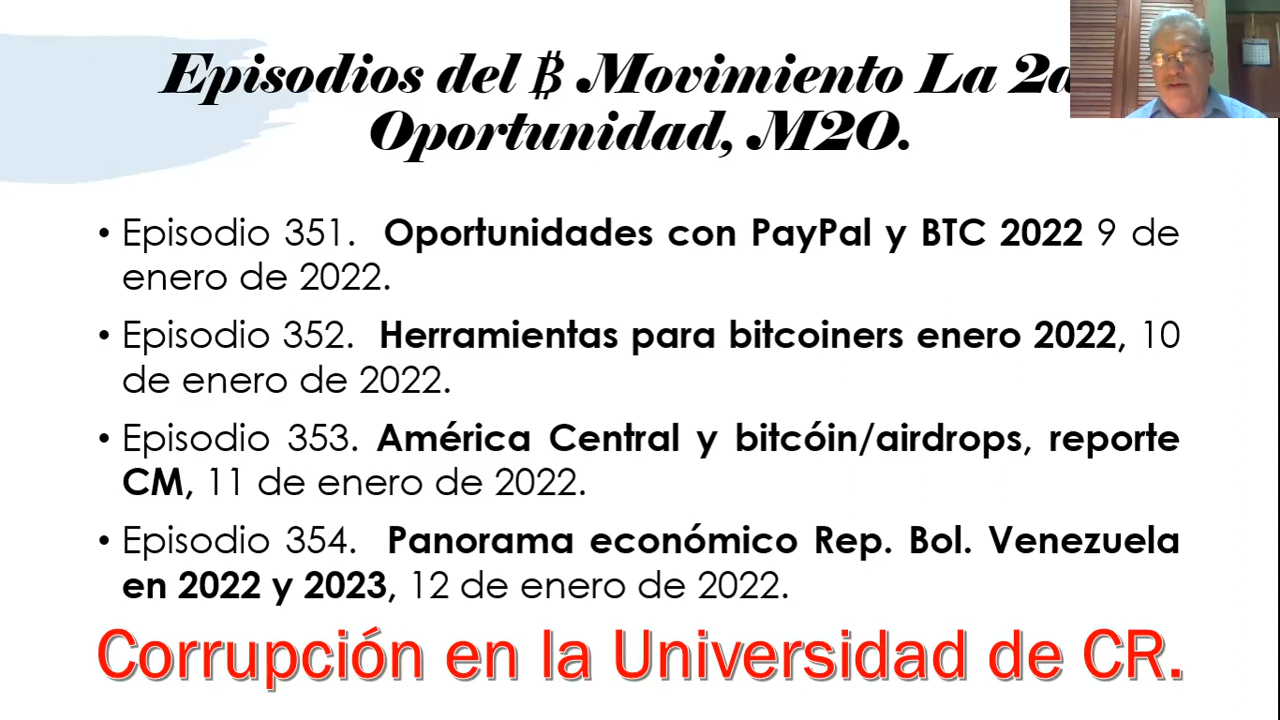 Episodios del ₿ Movimiento La 2a
Oportunidad, M2O.
• Episodio 351. Oportunidades con PayPal y BTC 2022 9 de
enero de 2022.
• Episodio 352. Herramientas para bitcoiners enero 2022, 10
de enero de 2022.
• Episodio 353. América Central y bitcóin/airdrops, reporte
CM, 11 de enero de 2022.
• Episodio 354. Panorama económico Rep. Bol. Venezuela
en 2022 y 2023, 12 de enero de 2022.
Corrupción en la Universidad de CR.